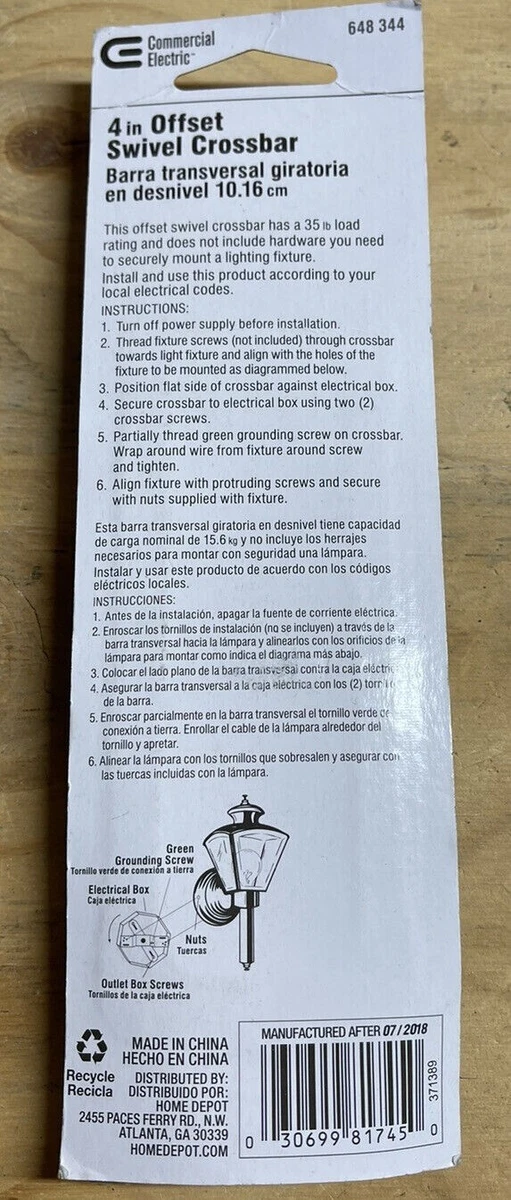 Commercial
Electric™
648 344
4 in Offset
Swivel Crossbar
Barra transversal giratoria
en desnivel 10.16 cm
This offset swivel crossbar has a 35 lb load
rating and does not include hardware you need
to securely mount a lighting fixture.
Install and use this product according to your
local electrical codes.
INSTRUCTIONS:
1. Turn off power supply before installation.
2. Thread fixture screws (not included) through crossbar
towards light fixture and align with the holes of the
fixture to be mounted as diagrammed below.
3. Position flat side of crossbar against electrical box.
4. Secure crossbar to electrical box using two (2)
crossbar screws.
5. Partially thread green grounding screw on crossbar.
Wrap around wire from fixture around screw
and tighten.
6. Align fixture with protruding screws and secure
with nuts supplied with fixture.
Esta barra transversal giratoria en desnivel tiene capacidad
de carga nominal de 15.6 kg y no incluye los herrajes
necesarios para montar con seguridad una lámpara.
Instalar y usar este producto de acuerdo con los códigos
eléctricos locales.
INSTRUCCIONES:
1. Antes de la instalación, apagar la fuente de corriente eléctrica.
2. Enroscar los tornillos de instalación (no se incluyen) a través de la
barra transversal hacia la lámpara y alinearlos con los orificios de la
lámpara para montar como indica el diagrama más abajo.
3. Colocar el lado plano de la barra transversal contra la caja
4. Asegurar la barra transversal a la caja eléctrica con los (2)
de la barra.
5. Enroscar parcialmente en la barra transversal el tornillo verde de
conexión a tierra. Enrollar el cable de la lámpara alrededor del
tornillo y apretar.
6. Alinear la lámpara con los tornillos que sobresalen y asegurar con
las tuercas incluidas con la lámpara.
Green
Grounding Screw
Tornillo verde de conexión a tierra
Electrical Box
Caja eléctrica
Nuts
Tuercas
Outlet Box Screws
Tornillos de la caja eléctrica
Recycle
Recicla
MADE IN CHINA
HECHO EN CHINA
DISTRIBUTED BY:
DISTRIBUIDO POR:
HOME DEPOT
2455 PACES FERRY RD., N.W.
ATLANTA, GA 30339
HOMEDEPOT.COM
MANUFACTURED AFTER 07/2018
371389
0 30699 81745 0